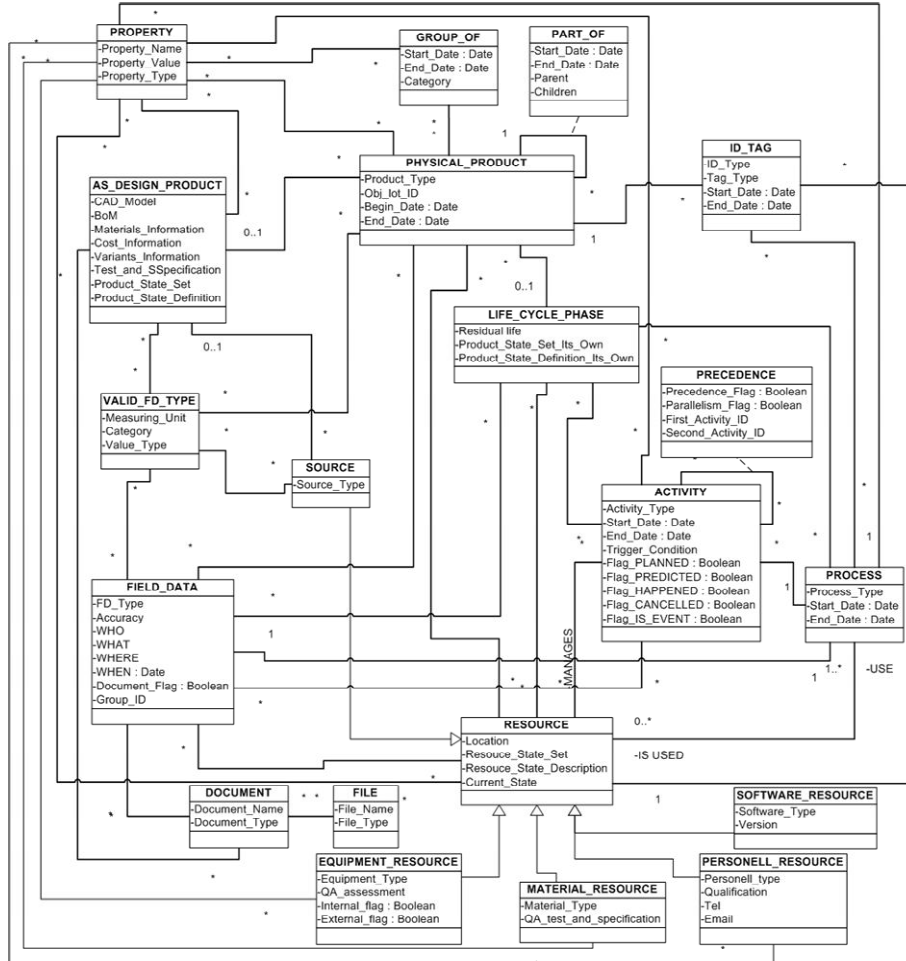 PROPERTY
-Property_Name
-Property_Value
-Property_Type
GROUP_OF
-Start_Date : Date
-End_Date : Date
-Category
PART_OF
-Start_Date : Date
-End_Date : Date
-Parent
-Children
ID_TAG
-ID_Type
-Tag_Type
-Start_Date : Date
-End_Date : Date
PHYSICAL_PRODUCT
-Product_Type
-Obj_lot_ID
-Begin_Date : Date
-End_Date : Date
1
1
AS_DESIGN_PRODUCT
-CAD_Model
-BoM
-Materials_Information
-Cost_Information
-Variants_Information
-Test_and_SSpecification
-Product_State_Set
-Product_State_Definition
0..1
0..1
0..1
LIFE_CYCLE_PHASE
-Residual life
-Product_State_Set_Its_Own
-Product_State_Definition_Its_Own
PRECEDENCE
-Precedence_Flag : Boolean
-Parallelism_Flag : Boolean
-First_Activity_ID
-Second_Activity_ID
VALID_FD_TYPE
-Measuring_Unit
-Category
-Value_Type
SOURCE
-Source_Type
ACTIVITY
-Activity_Type
-Start_Date : Date
-End_Date : Date
-Trigger_Condition
-Flag_PLANNED : Boolean
-Flag_PREDICTED : Boolean
-Flag_HAPPENED : Boolean
-Flag_CANCELLED : Boolean
-Flag_IS_EVENT : Boolean
1
1
PROCESS
-Process_Type
-Start_Date : Date
-End_Date : Date
FIELD_DATA
-FD_Type
-Accuracy
-WHO
-WHAT
-WHERE
-WHEN : Date
-Document_Flag : Boolean
-Group_ID
1
-MANAGES
1
1..*
-USE
0..*
-IS USED
RESOURCE
-Location
-Resouce_State_Set
-Resouce_State_Description
-Current_State
1
DOCUMENT
-Document_Name
-Document_Type
* *
FILE
-File_Name
-File_Type
SOFTWARE_RESOURCE
-Software_Type
-Version
EQUIPMENT_RESOURCE
-Equipment_Type
-QA_assessment
-Internal_flag : Boolean
-External_flag : Boolean
MATERIAL_RESOURCE
-Material_Type
-QA_test_and_specification
PERSONELL_RESOURCE
-Personell_type
-Qualification
-Tel
-Email